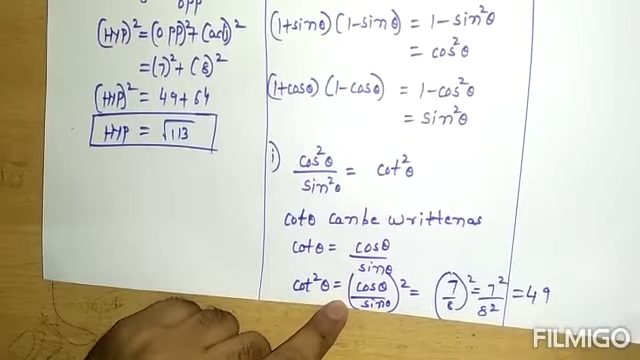 opp
(HYP)² = (OPP)² + (adj)²
= (7)² + (8)²
(HYP)² = 49 + 64
HYP = √113
(1+sinθ) (1-sinθ) = 1-sin²θ
= cos²θ
(1+cosθ) (1-cosθ) = 1-cos²θ
= sin²θ
i) cos²θ/sin²θ = cot²θ
cotθ can be written as
cotθ = cosθ/sinθ
cot²θ = (cosθ/sinθ)² = (7/8)² = 7²/8² = 49
FILMIGO